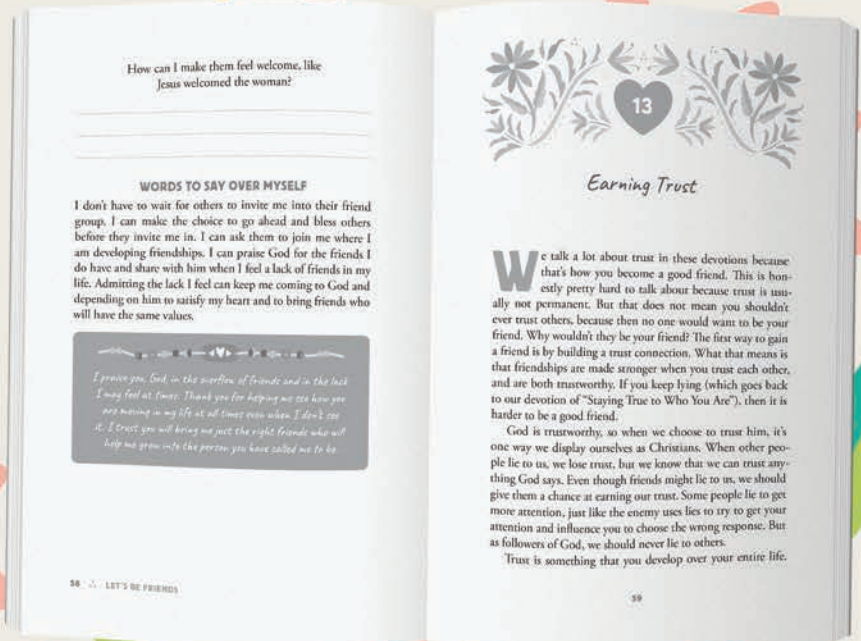 How can I make them feel welcome, like
Jesus welcomed the woman?
WORDS TO SAY OVER MYSELF
I don't have to wait for others to invite me into their friend
group. I can make the choice to go ahead and bless others
before they invite me in. I can ask them to join me where I
am developing friendships. I can praise God for the friends I
do have and share with him when I feel a lack of friends in my
life. Admitting the lack I feel can keep me coming to God and
depending on him to satisfy my heart and to bring friends who
will have the same values.
I praise you, God, in the overflow of friends and in the lack
I may feel at times. Thank you for helping me see how you
are moving in my life at all times even when I don't see
it. I trust you will bring me just the right friends who will
help me grow into the person you have called me to be.
58 LET'S BE FRIENDS
13
Earning Trust
We talk a lot about trust in these devotions because
that's how you become a good friend. This is hon-
estly pretty hard to talk about because trust is usu-
ally not permanent. But that does not mean you shouldn't
ever trust others, because then no one would want to be your
friend. Why wouldn't they be your friend? The first way to gain
a friend is by building a trust connection. What that means is
that friendships are made stronger when you trust each other,
and are both trustworthy. If you keep lying (which goes back
to our devotion of "Staying True to Who You Are"), then it is
harder to be a good friend.
God is trustworthy, so when we choose to trust him, it's
one way we display ourselves as Christians. When other peo-
ple lie to us, we lose trust, but we know that we can trust any-
thing God says. Even though friends might lie to us, we should
give them a chance at earning our trust. Some people lie to get
more attention, just like the enemy uses lies to try to get your
attention and influence you to choose the wrong response. But
as followers of God, we should never lie to others.
Trust is something that you develop over your entire life.
59